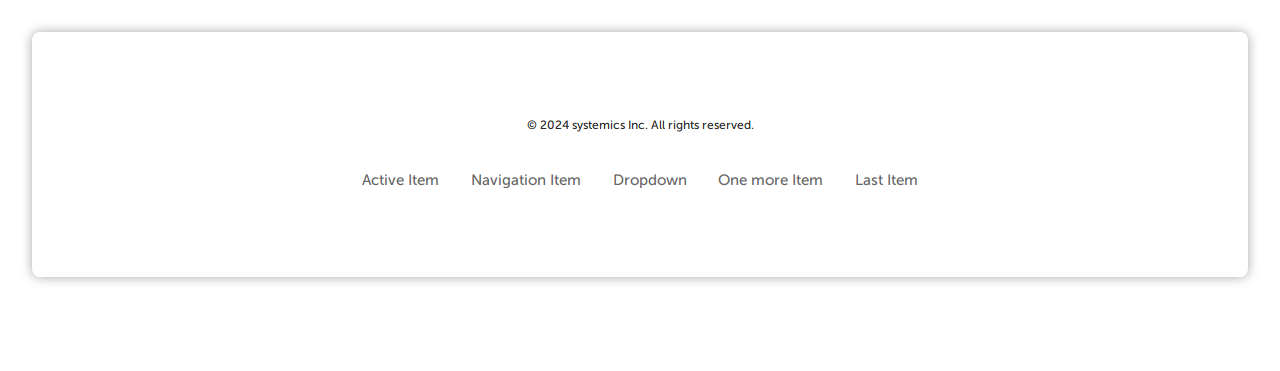 © 2024 systemics Inc. All rights reserved.
Active Item Navigation Item Dropdown One more Item Last Item